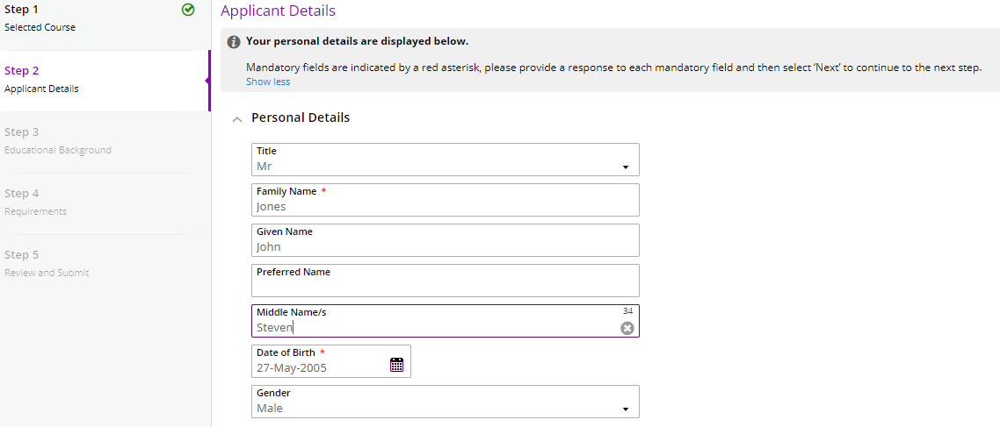 Step 1
Selected Course
Step 2
Applicant Details
Step 3
Educational Background
Step 4
Requirements
Step 5
Review and Submit
Applicant Details
Your personal details are displayed below.
Mandatory fields are indicated by a red asterisk, please provide a response to each mandatory field and then select ‘Next’ to continue to the next step.
Show less
Personal Details
Title
Mr
Family Name *
Jones
Given Name
John
Preferred Name
Middle Name/s 34
Steven
Date of Birth *
27-May-2005
Gender
Male